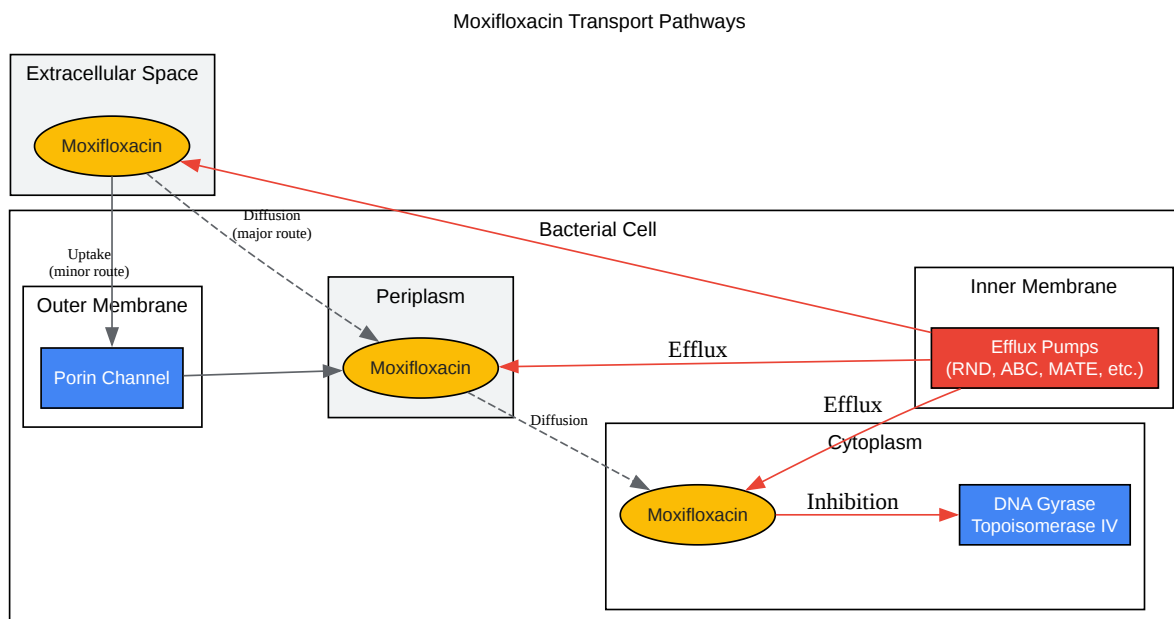 Moxifloxacin Transport Pathways
Extracellular Space
Moxifloxacin
Diffusion
(major route)
Bacterial Cell
Uptake
(minor route)
Outer Membrane
Porin Channel
Periplasm
Moxifloxacin
Efflux
Inner Membrane
Efflux Pumps
(RND, ABC, MATE, etc.)
Efflux
Diffusion
Cytoplasm
Moxifloxacin
Inhibition
DNA Gyrase
Topoisomerase IV